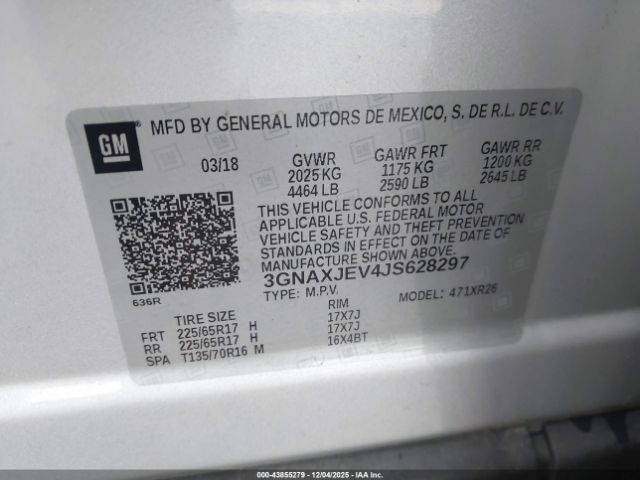 GM
MFD BY GENERAL MOTORS DE MEXICO, S. DE R.L. DE C.V.
03/18 GVWR GAWR FRT GAWR RR
2025 KG 1175 KG 1200 KG
4464 LB 2590 LB 2645 LB
THIS VEHICLE CONFORMS TO ALL
APPLICABLE U.S. FEDERAL MOTOR
VEHICLE SAFETY AND THEFT PREVENTION
STANDARDS IN EFFECT ON THE DATE OF
MANUFACTURE SHOWN ABOVE.
3GNAXJEV4JS628297
636R
TYPE: M.P.V. MODEL: 471XR26
TIRE SIZE RIM
FRT 225/65R17 H 17X7J
RR 225/65R17 H 17X7J
SPA T135/70R16 M 16X4BT
© 43855279 - 12/04/2025 - IAA Inc.